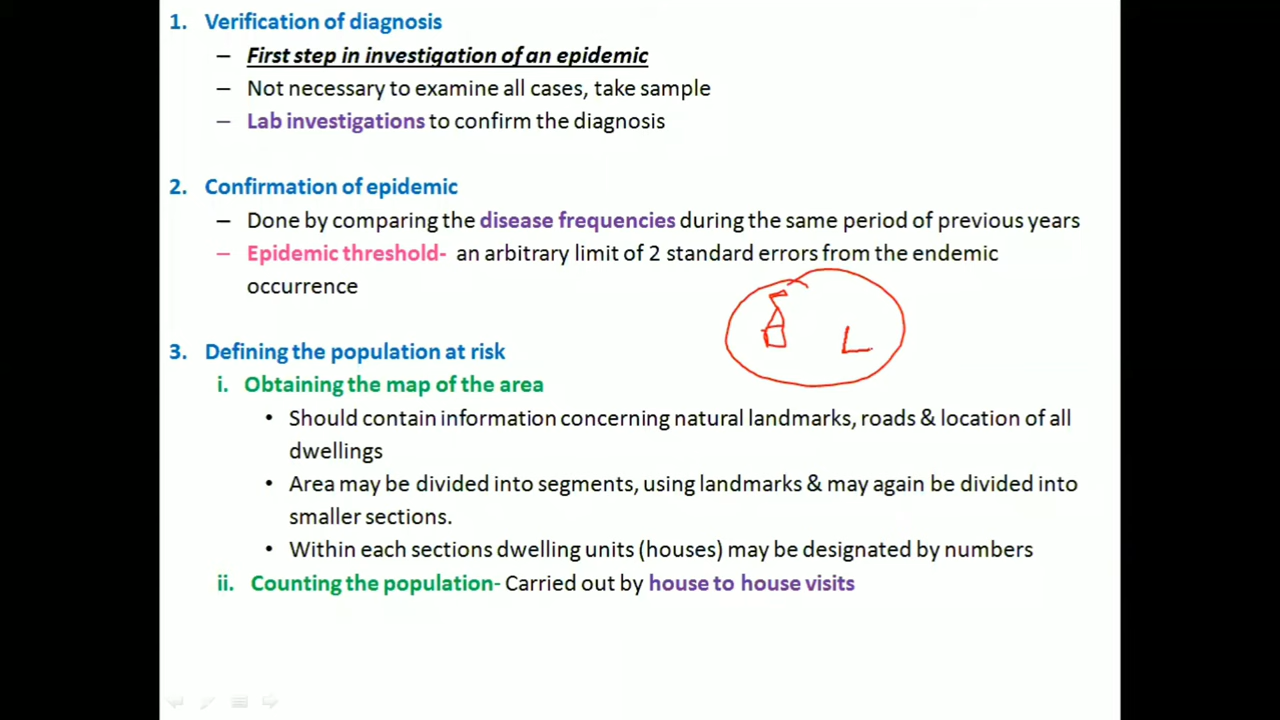 1. Verification of diagnosis
– First step in investigation of an epidemic
– Not necessary to examine all cases, take sample
– Lab investigations to confirm the diagnosis
2. Confirmation of epidemic
– Done by comparing the disease frequencies during the same period of previous years
– Epidemic threshold- an arbitrary limit of 2 standard errors from the endemic
occurrence
3. Defining the population at risk
i. Obtaining the map of the area
• Should contain information concerning natural landmarks, roads & location of all
dwellings
• Area may be divided into segments, using landmarks & may again be divided into
smaller sections.
• Within each sections dwelling units (houses) may be designated by numbers
ii. Counting the population- Carried out by house to house visits